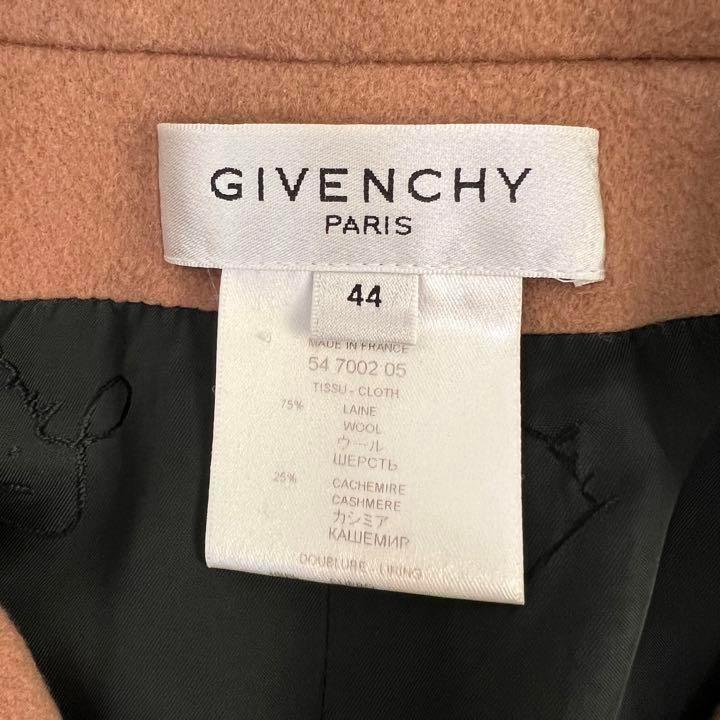 GIVENCHY
PARIS
44
MADE IN FRANCE
54 7002 05
TISSU - CLOTH
75% LAINE
WOOL
ウール
ШЕРСТЬ
25% CACHEMIRE
CASHMERE
カシミア
КАШЕМИР
DOUBLURE - LINING